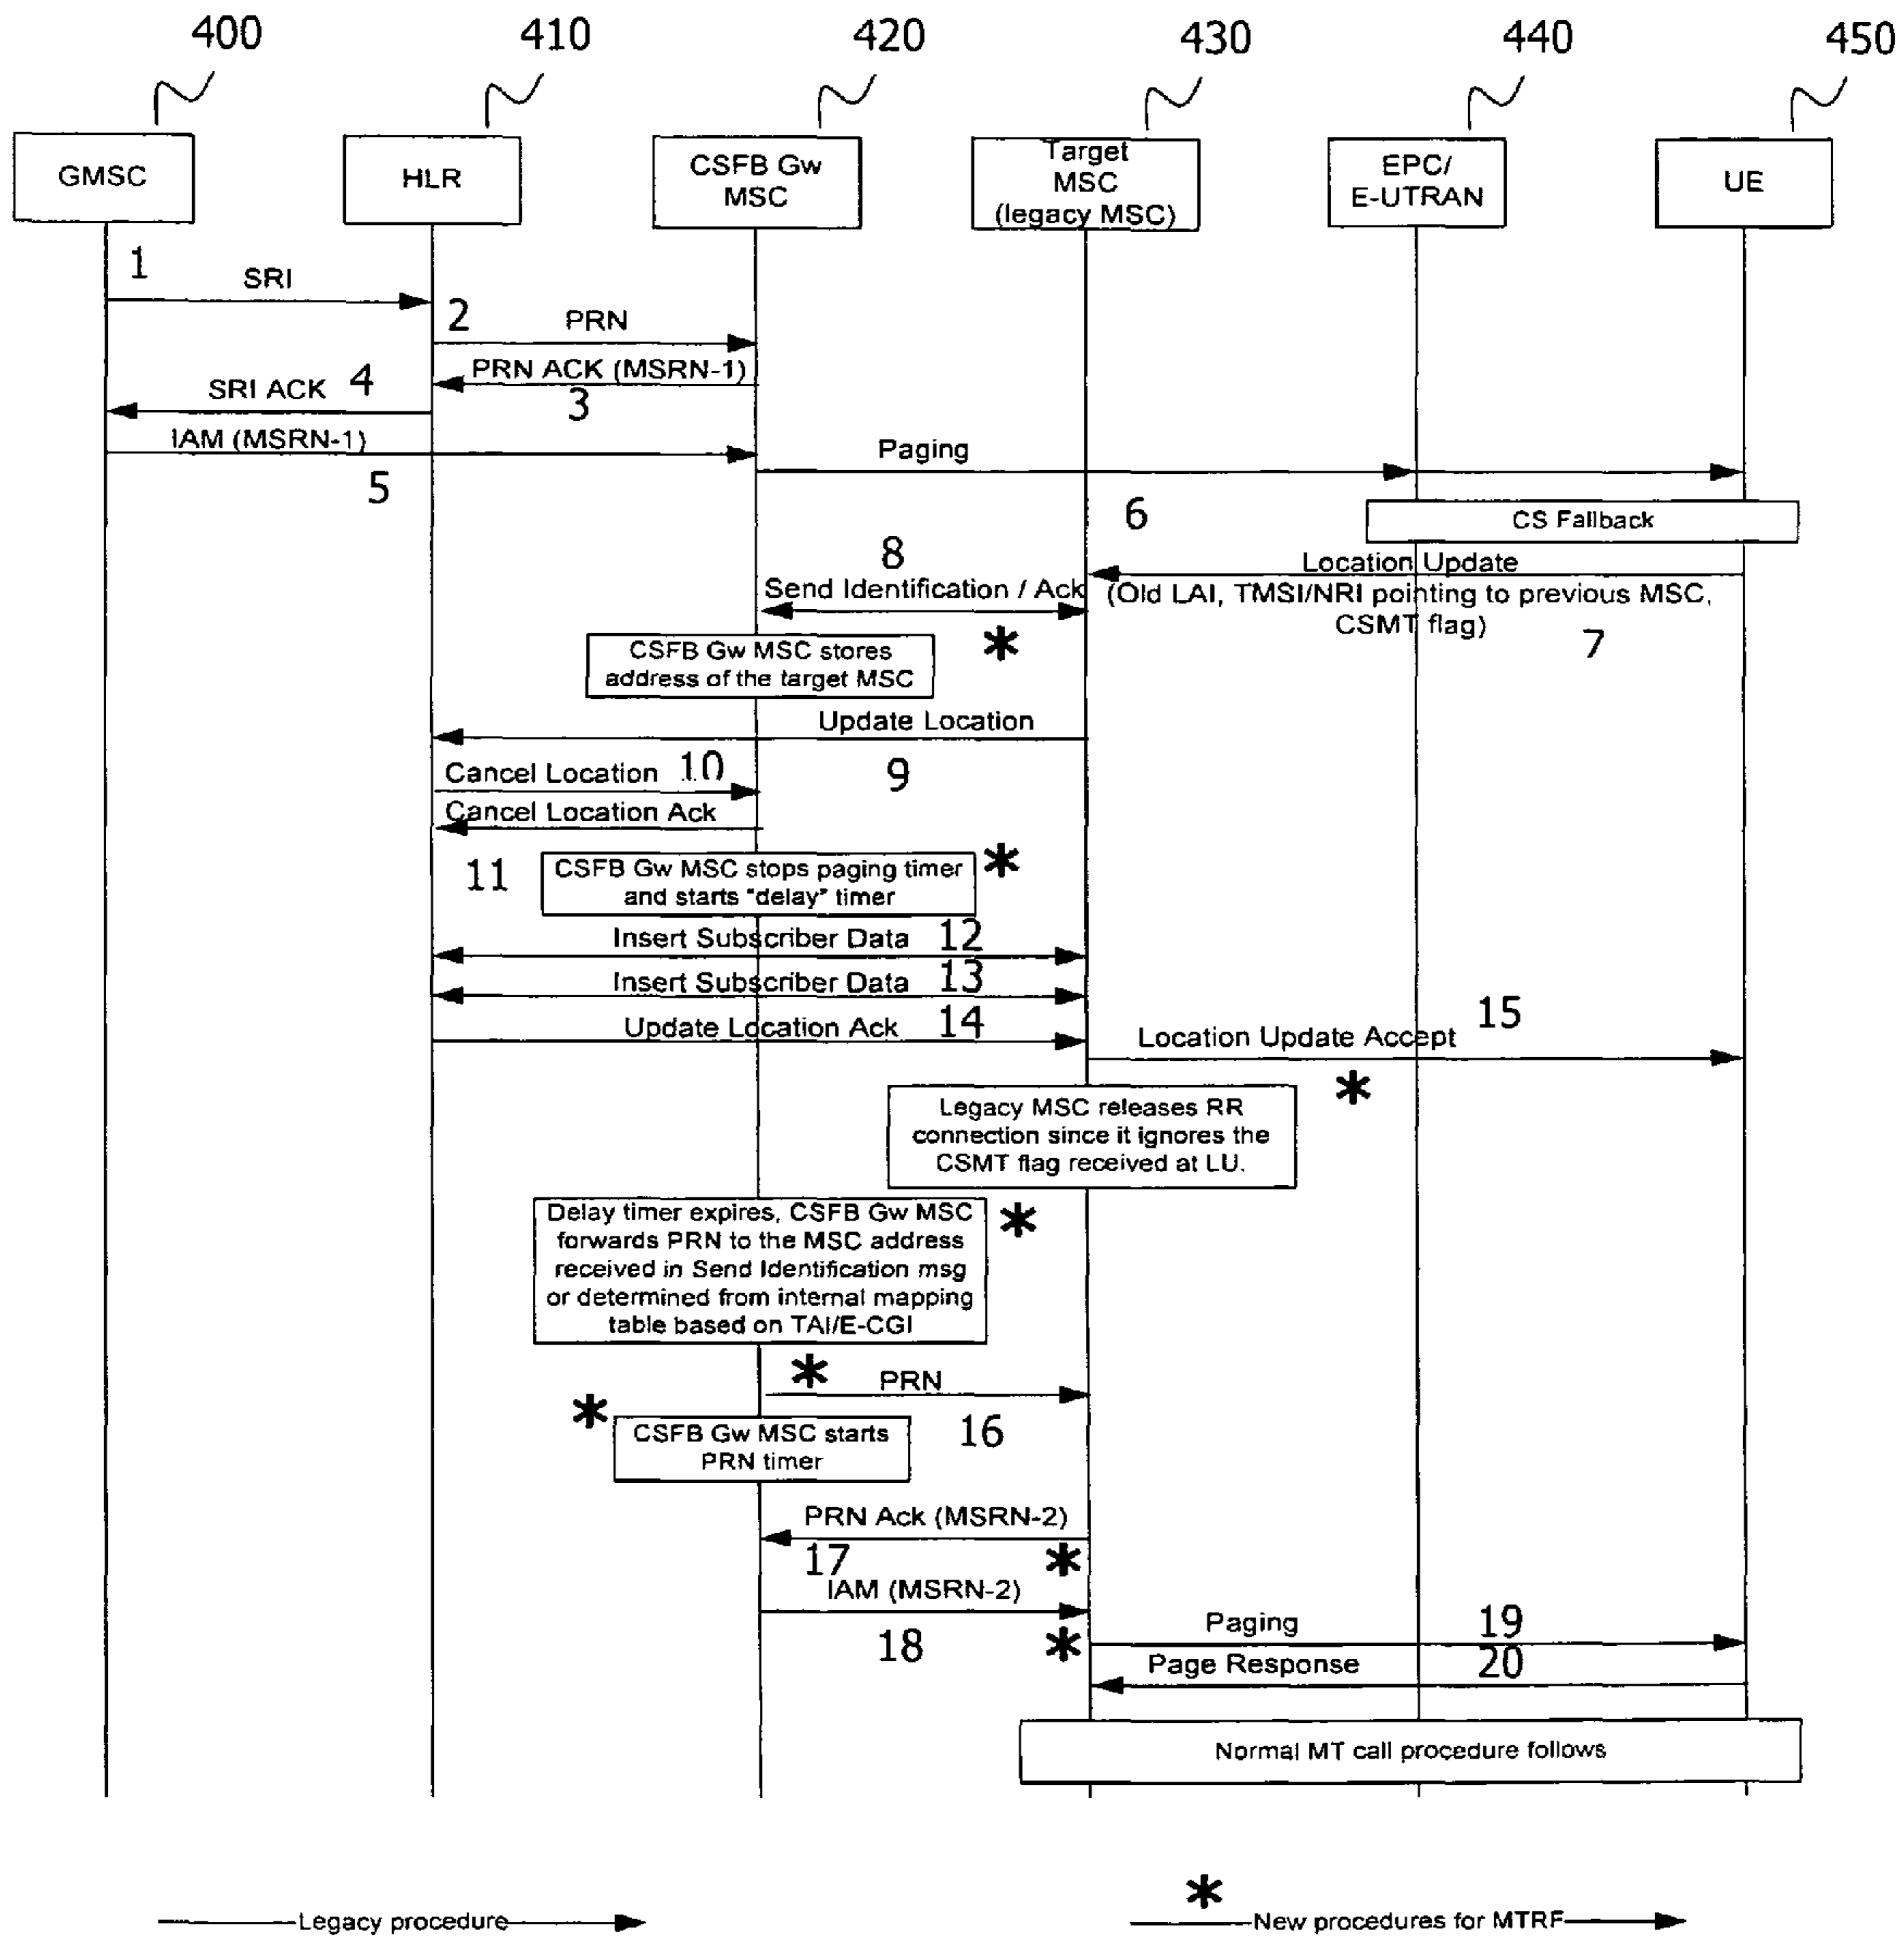 400
410
420
430
440
450
GMSC
HLR
CSFB Gw
MSC
Target
MSC
(legacy MSC)
EPC/
E-UTRAN
UE
1
SRI
2
PRN
PRN ACK (MSRN-1)
3
SRI ACK
4
IAM (MSRN-1)
5
Paging
6
CS Fallback
Location Update
(Old LAI, TMSI/NRI pointing to previous MSC,
CSMT flag)
7
8
Send Identification / Ack
*
CSFB Gw MSC stores
address of the target MSC
Update Location
9
Cancel Location
10
Cancel Location Ack
11
CSFB Gw MSC stops paging timer
and starts "delay" timer
*
Insert Subscriber Data
12
Insert Subscriber Data
13
Update Location Ack
14
15
Location Update Accept
*
Legacy MSC releases RR
connection since it ignores the
CSMT flag received at LU.
Delay timer expires, CSFB Gw MSC
forwards PRN to the MSC address
received in Send Identification msg
or determined from internal mapping
table based on TAI/E-CGI
*
*
PRN
16
*
CSFB Gw MSC starts
PRN timer
PRN Ack (MSRN-2)
17
*
IAM (MSRN-2)
18
*
Paging
19
Page Response
20
Normal MT call procedure follows
Legacy procedure
*
New procedures for MTRF